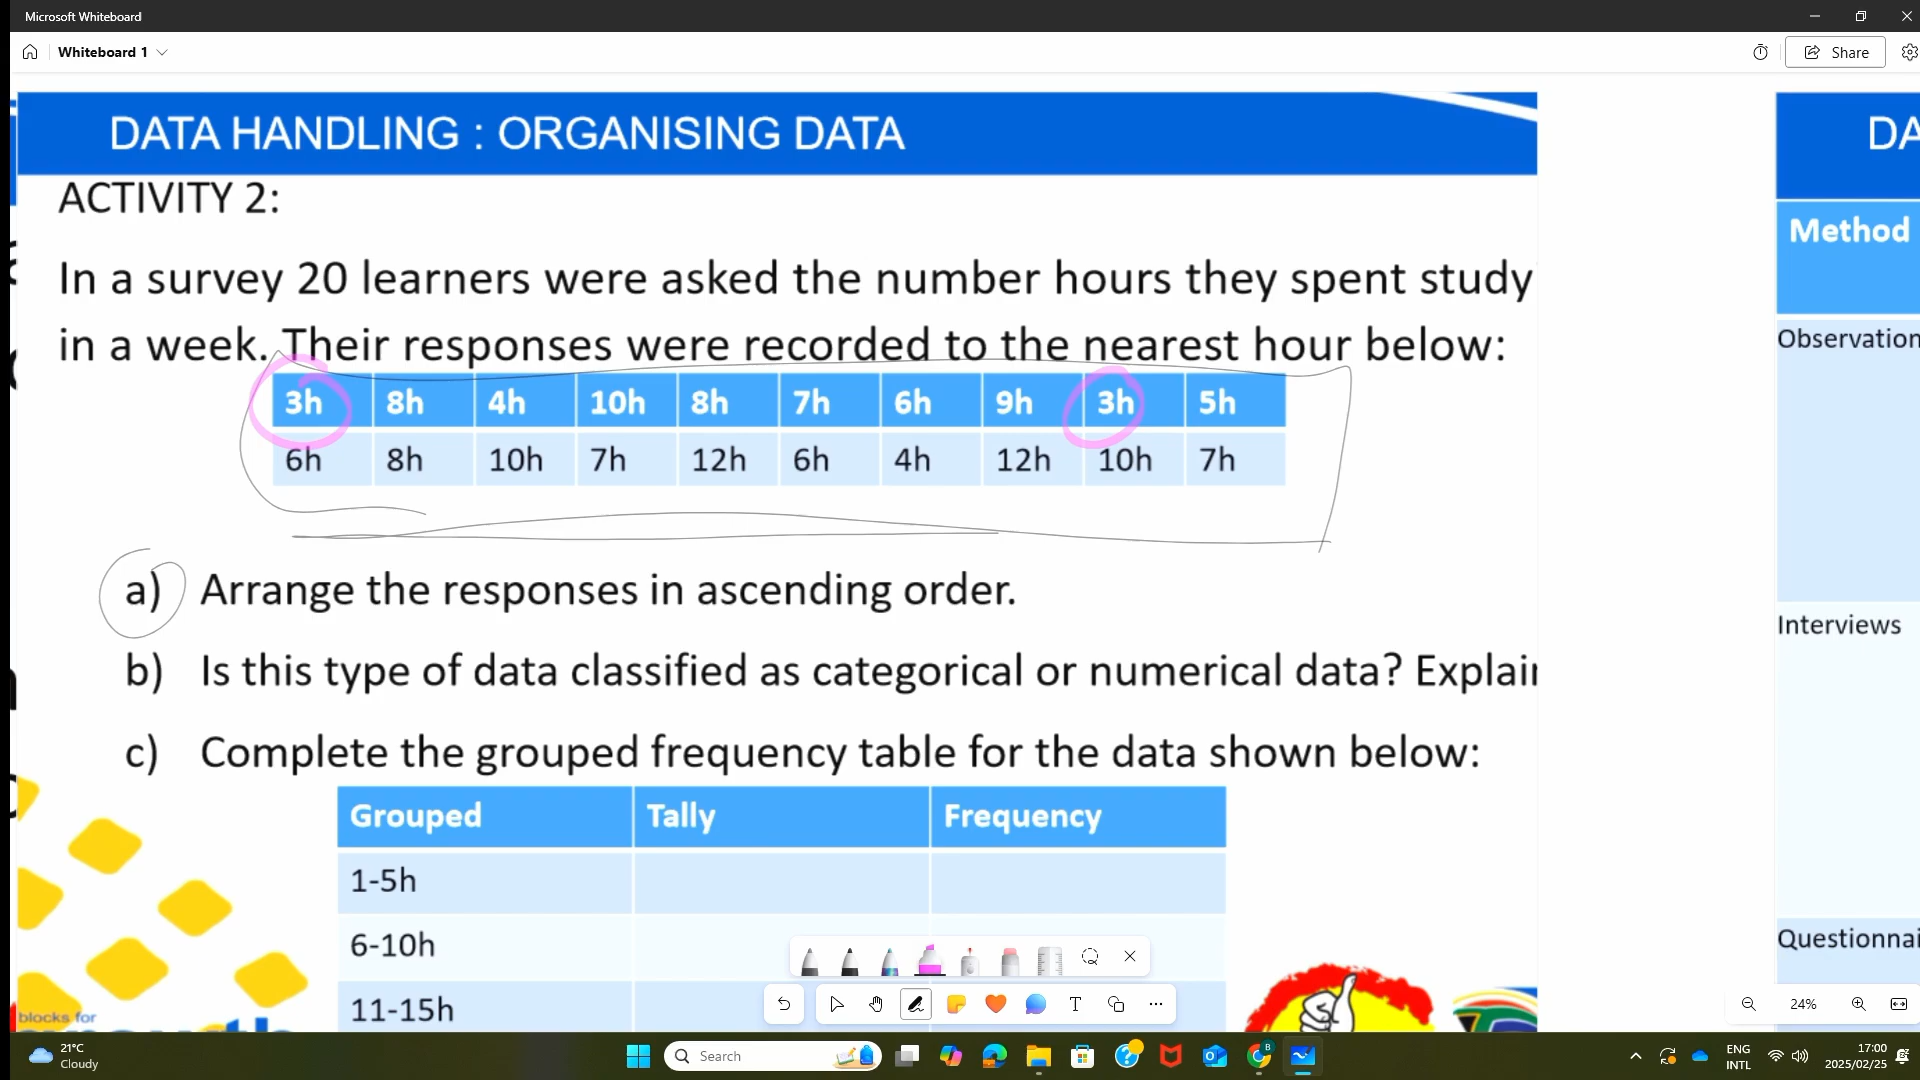 Microsoft Whiteboard
Whiteboard 1
Share
DATA HANDLING : ORGANISING DATA
ACTIVITY 2:
In a survey 20 learners were asked the number hours they spent study
in a week. Their responses were recorded to the nearest hour below:
3h 8h 4h 10h 8h 7h 6h 9h 3h 5h
6h 8h 10h 7h 12h 6h 4h 12h 10h 7h
a) Arrange the responses in ascending order.
b) Is this type of data classified as categorical or numerical data? Explain
c) Complete the grouped frequency table for the data shown below:
Grouped Tally Frequency
1-5h
6-10h
11-15h
blocks for
DA
Method
Observation
Interviews
Questionnai
T
24%
21°C
Cloudy
Search
B
ENG
INTL
17:00
2025/02/25